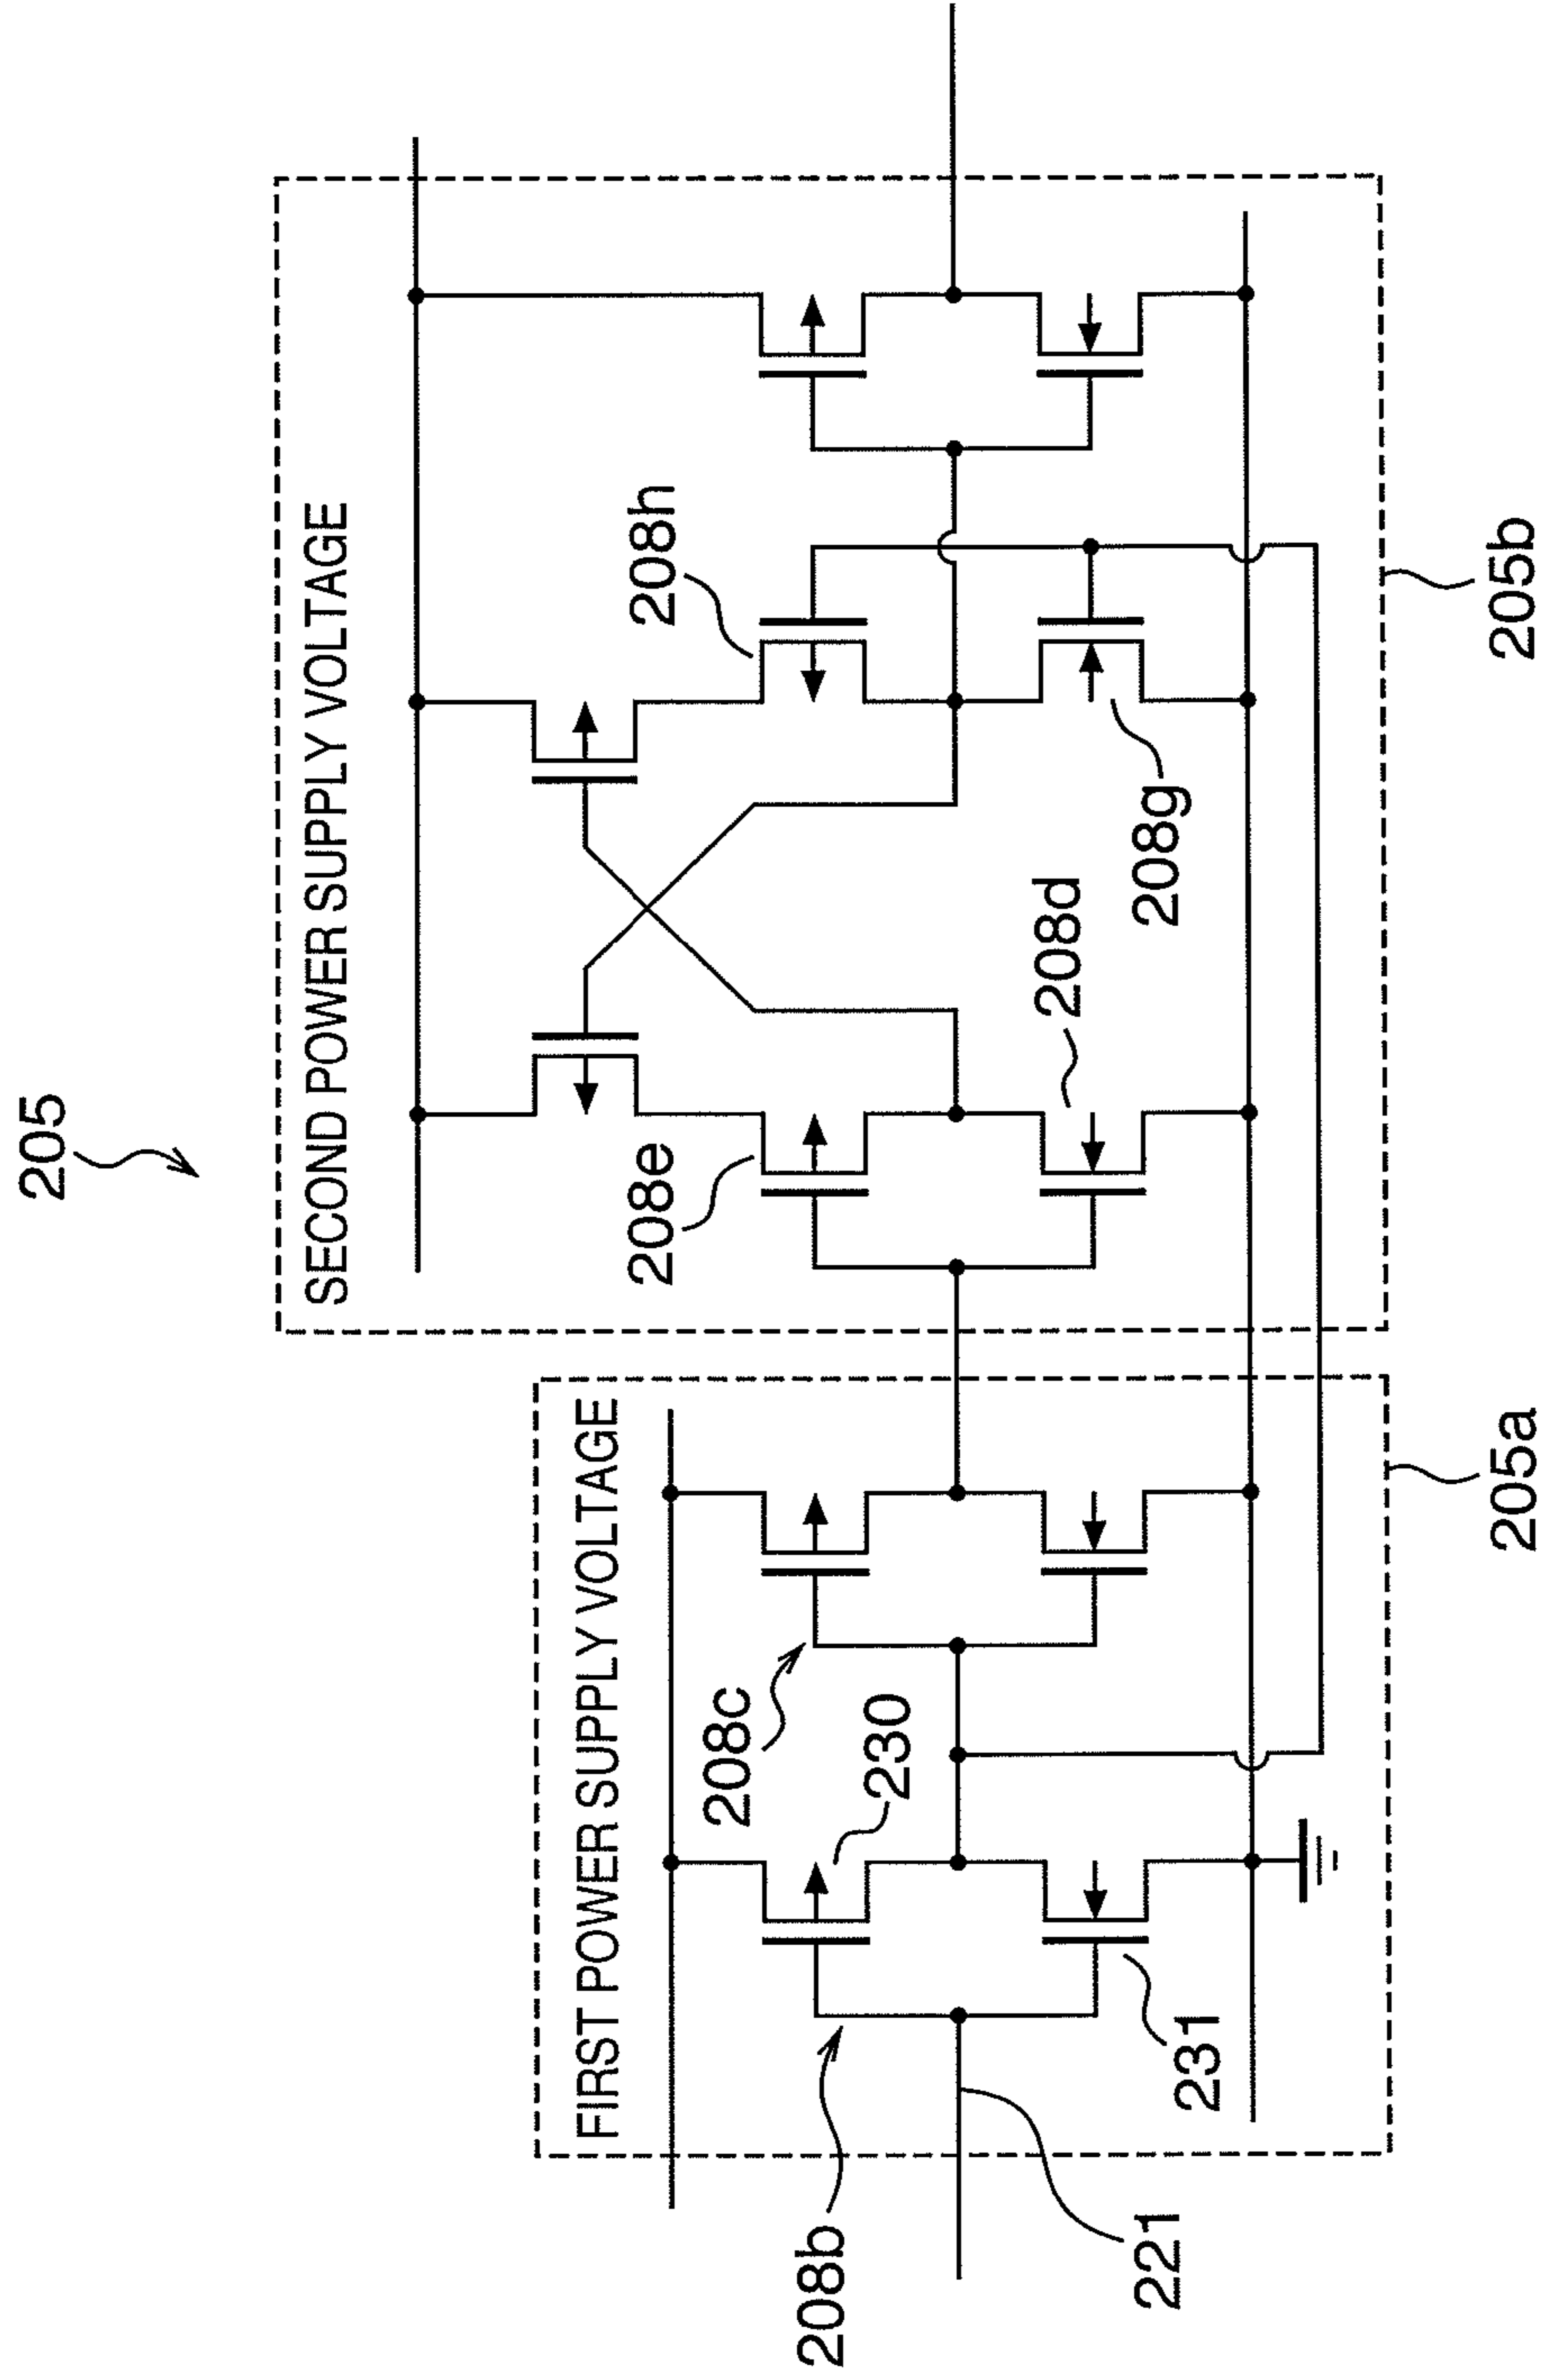 205
SECOND POWER SUPPLY VOLTAGE
FIRST POWER SUPPLY VOLTAGE
208b
208c
208e
208h
230
221
231
208d
208g
205a
205b